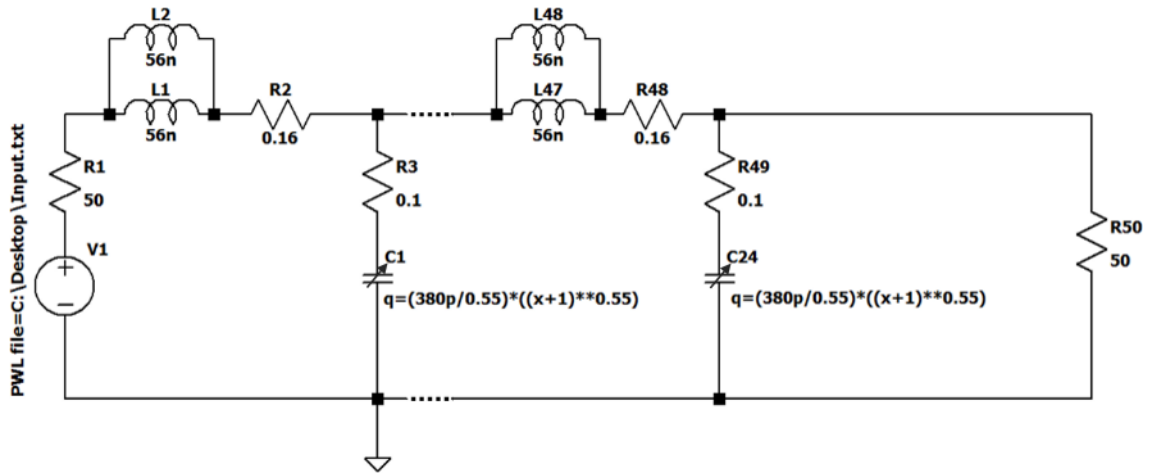 L2
56n
L1
56n
R2
0.16
L48
56n
L47
56n
R48
0.16
R1
50
V1
PWL file=C:\Desktop\Input.txt
R3
0.1
C1
q=(380p/0.55)*((x+1)**0.55)
R49
0.1
C24
q=(380p/0.55)*((x+1)**0.55)
R50
50